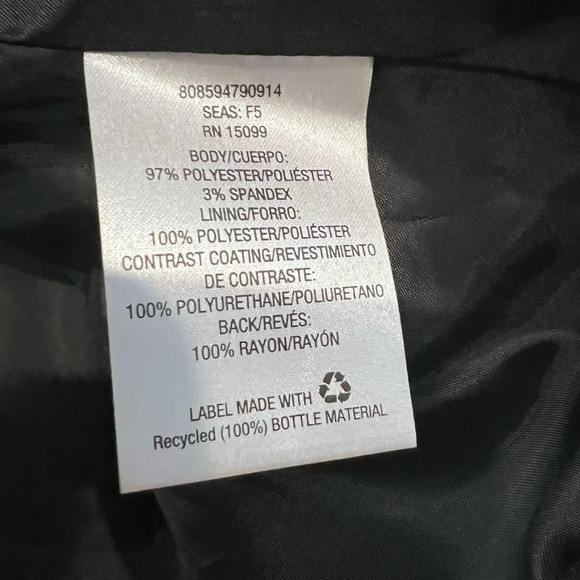 808594790914
SEAS: F5
RN 15099
BODY/CUERPO:
97% POLYESTER/POLIÉSTER
3% SPANDEX
LINING/FORRO:
100% POLYESTER/POLIÉSTER
CONTRAST COATING/REVESTIMIENTO
DE CONTRASTE:
100% POLYURETHANE/POLIURETANO
BACK/REVÉS:
100% RAYON/RAYÓN
LABEL MADE WITH
Recycled (100%) BOTTLE MATERIAL